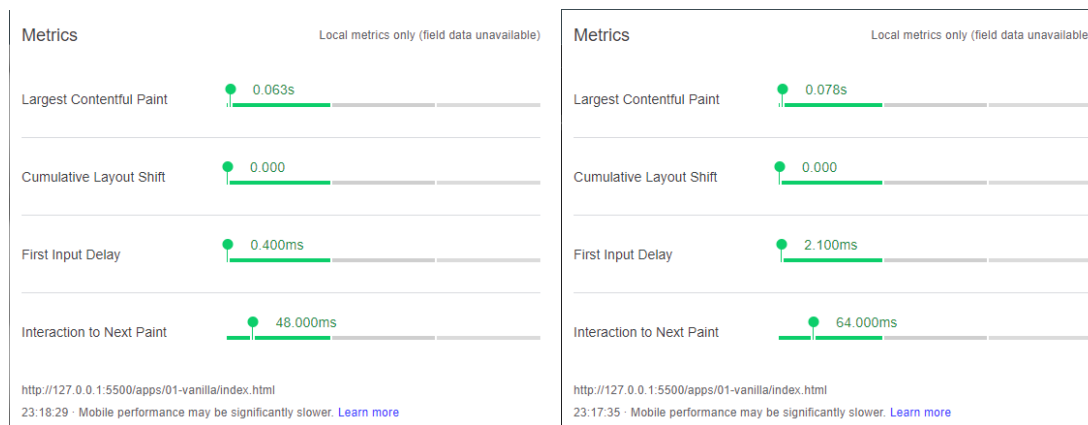 Metrics
Local metrics only (field data unavailable)
Largest Contentful Paint
0.063s
Cumulative Layout Shift
0.000
First Input Delay
0.400ms
Interaction to Next Paint
48.000ms
http://127.0.0.1:5500/apps/01-vanilla/index.html
23:18:29 · Mobile performance may be significantly slower. Learn more
Metrics
Local metrics only (field data unavailable
Largest Contentful Paint
0.078s
Cumulative Layout Shift
0.000
First Input Delay
2.100ms
Interaction to Next Paint
64.000ms
http://127.0.0.1:5500/apps/01-vanilla/index.html
23:17:35 · Mobile performance may be significantly slower. Learn more